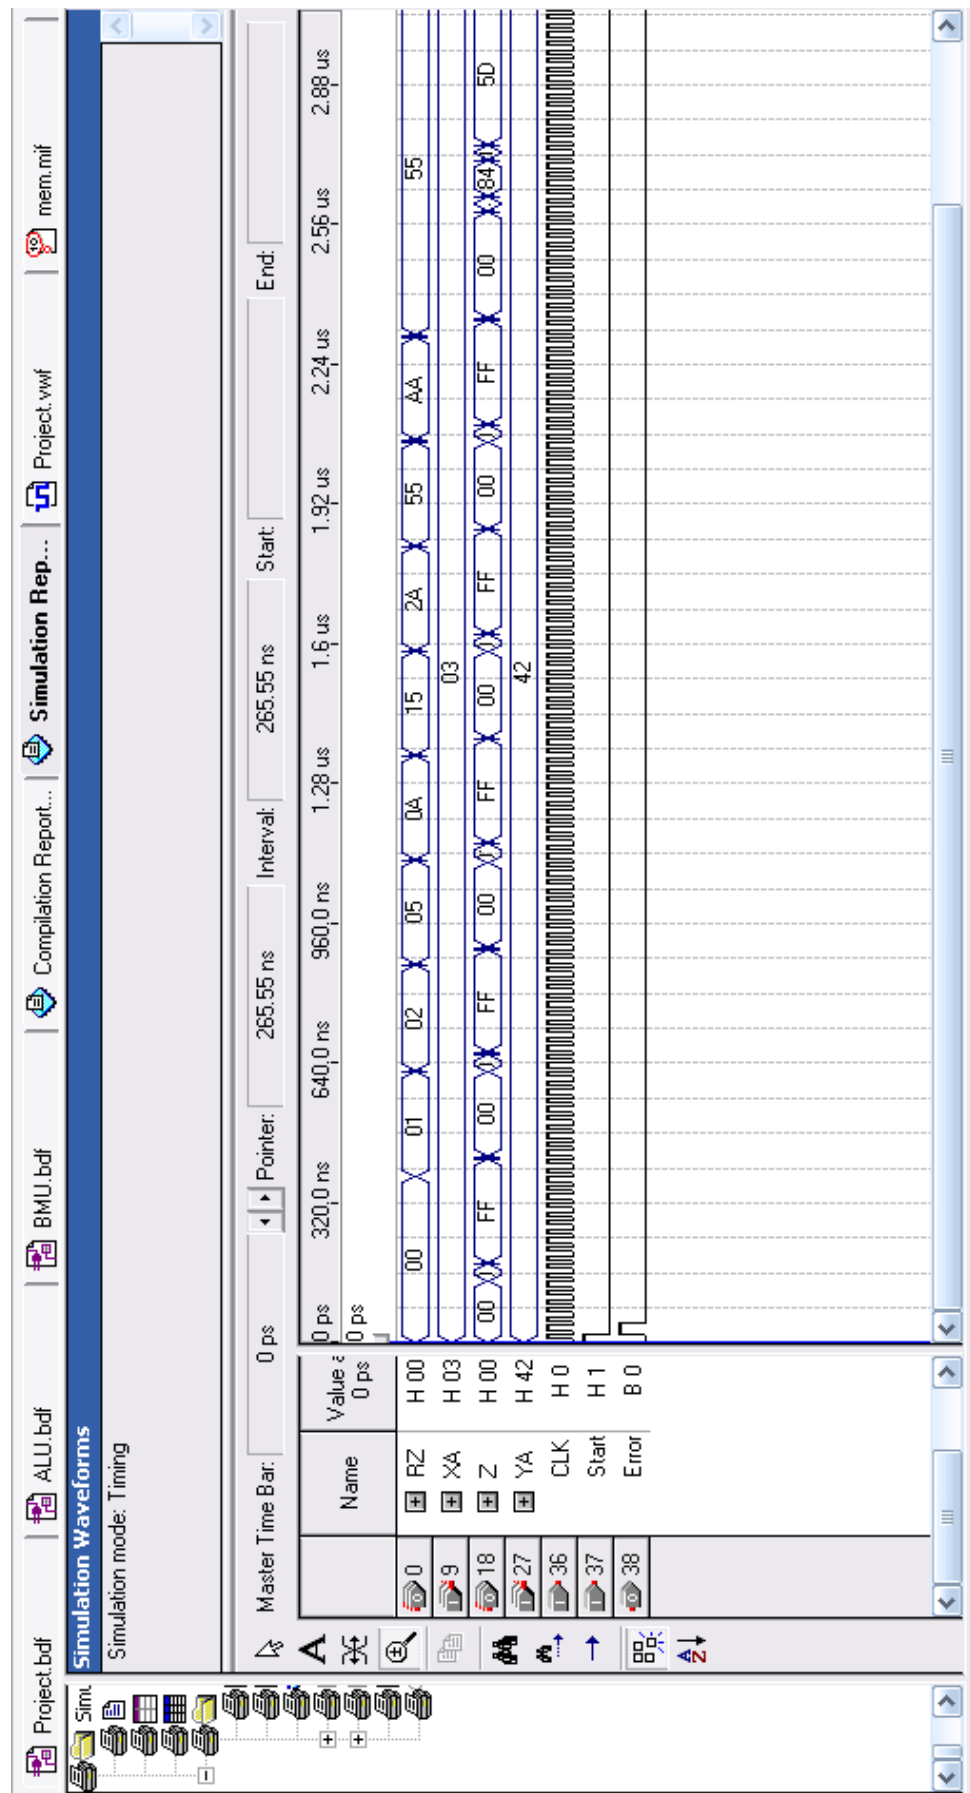 Project.bdf
ALU.bdf
BMU.bdf
Compilation Report...
Simulation Rep...
Project.vwf
mem.mif
Simu
Simulation Waveforms
Simulation mode: Timing
Master Time Bar: 0 ps Pointer: 265.55 ns Interval: 265.55 ns Start: End:
Name
Value a
0 ps
0 ps 320.0 ns 640.0 ns 960.0 ns 1.28 us 1.6 us 1.92 us 2.24 us 2.56 us 2.88 us
0 ps
0 RZ H 00 00 01 02 05 0A 15 2A 55 AA 55
9 XA H 03 03
18 Z H 00 00 FF 00 FF 00 FF 00 FF 00 FF 00 84 5D
27 YA H 42 42
36 CLK H 0
37 Start H 1
38 Error B 0